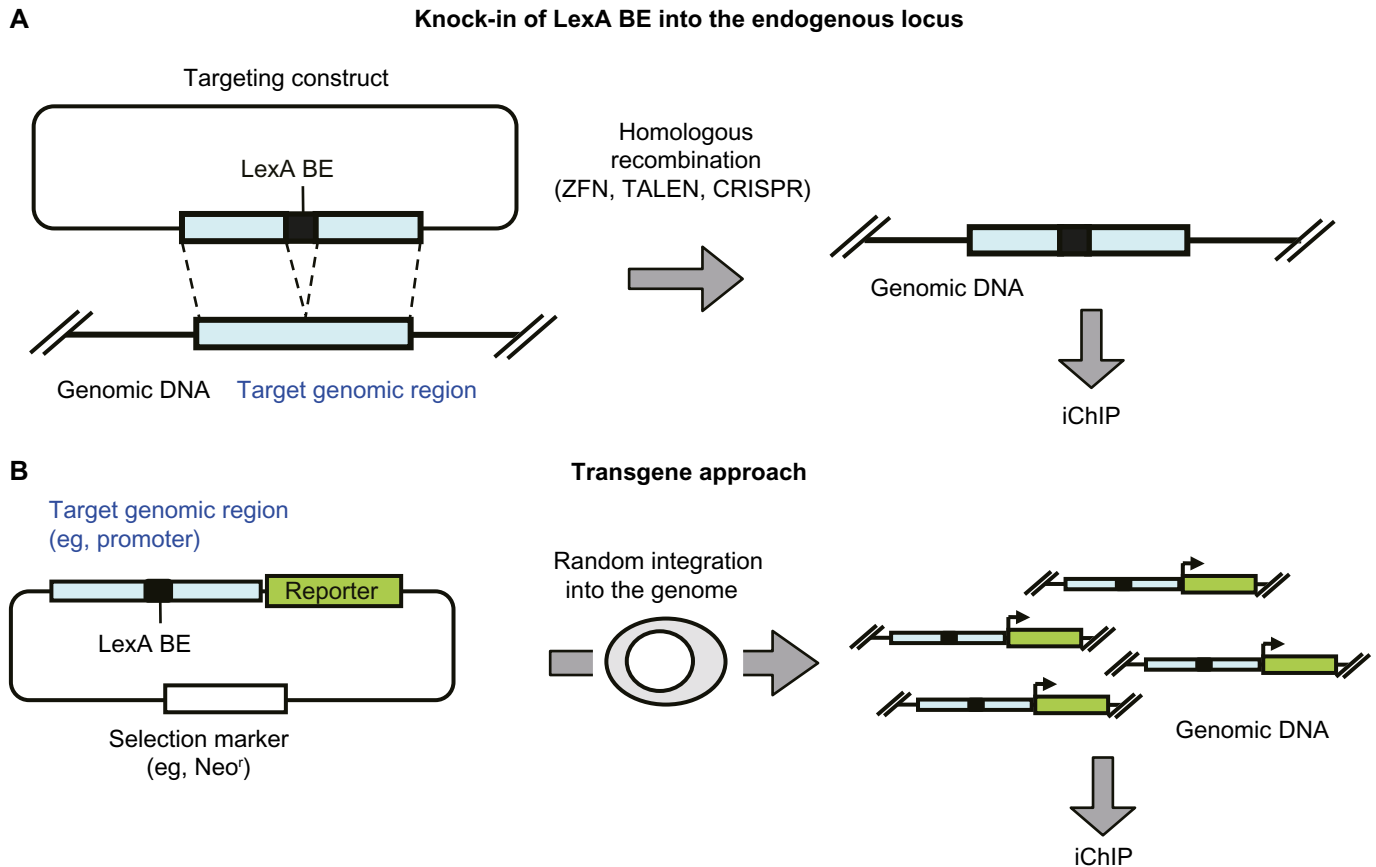 A
Knock-in of LexA BE into the endogenous locus
Targeting construct
LexA BE
Homologous
recombination
(ZFN, TALEN, CRISPR)
Genomic DNA
Target genomic region
Genomic DNA
iChIP
B
Transgene approach
Target genomic region
(eg, promoter)
Reporter
LexA BE
Selection marker
(eg, Neoʳ)
Random integration
into the genome
Genomic DNA
iChIP